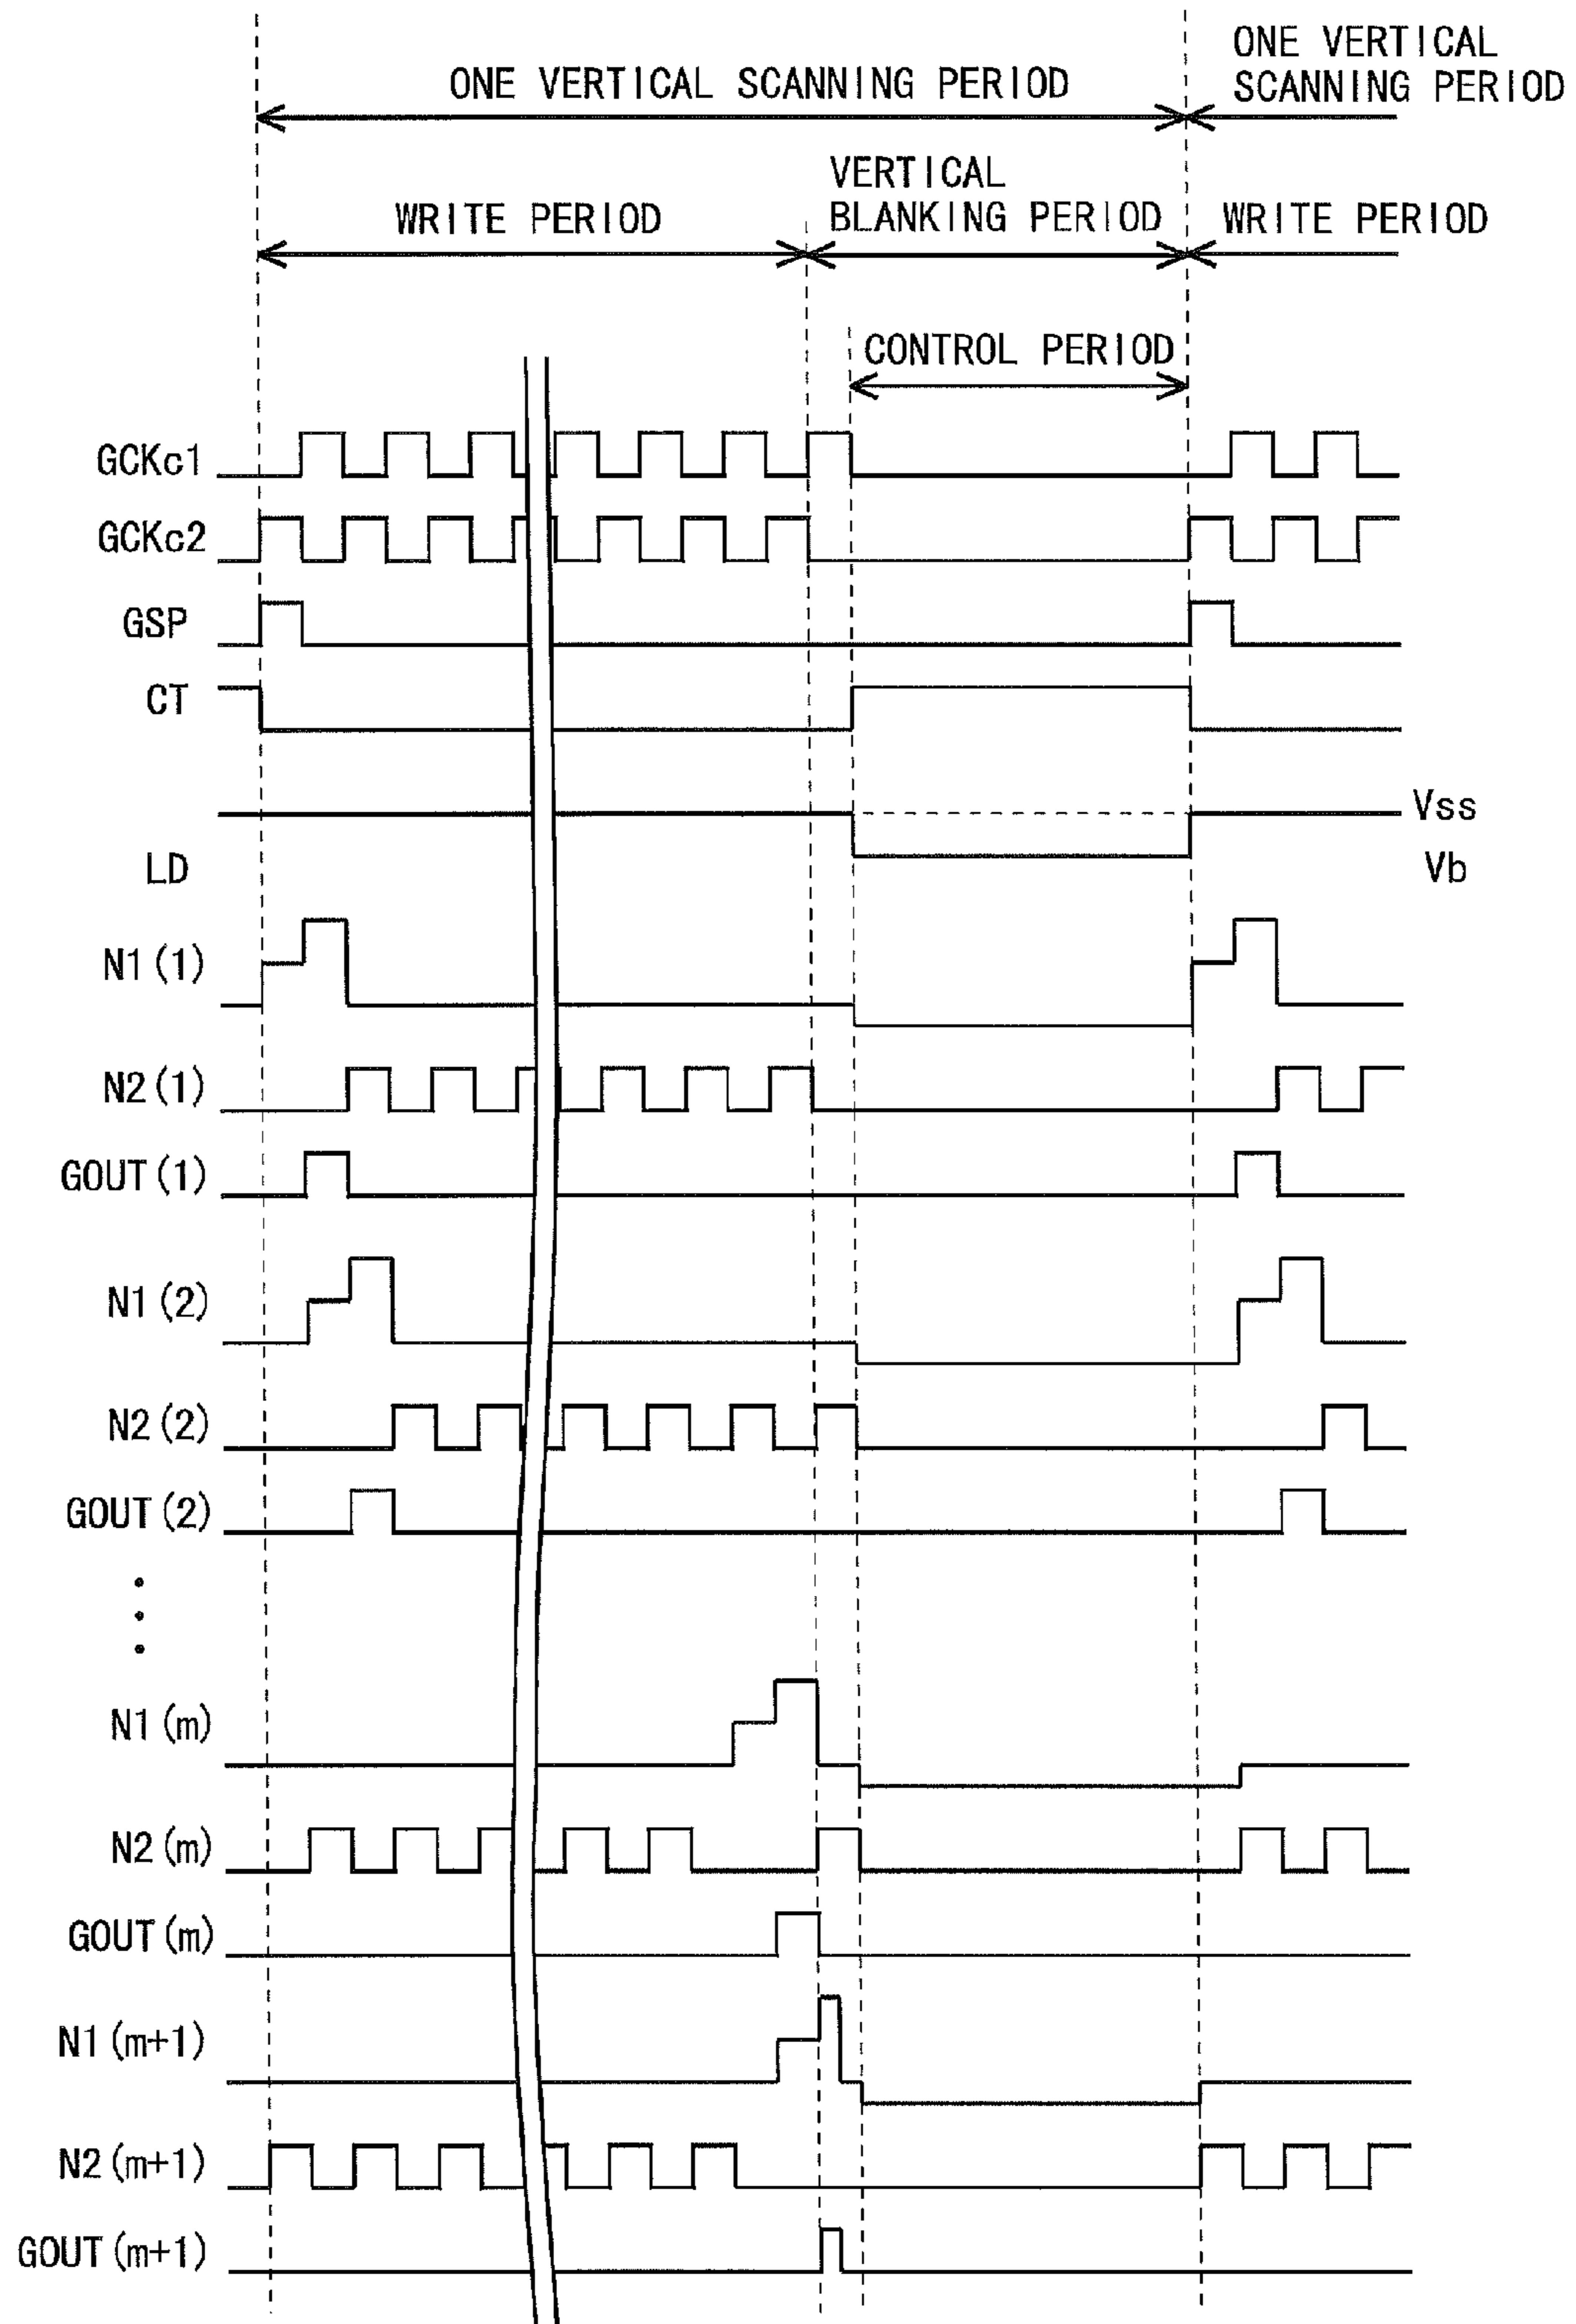 ONE VERTICAL
SCANNING PERIOD
ONE VERTICAL SCANNING PERIOD
VERTICAL
BLANKING PERIOD
WRITE PERIOD
WRITE PERIOD
CONTROL PERIOD
GCKc1
GCKc2
GSP
CT
Vss
LD
Vb
N1(1)
N2(1)
GOUT(1)
N1(2)
N2(2)
GOUT(2)
N1(m)
N2(m)
GOUT(m)
N1(m+1)
N2(m+1)
GOUT(m+1)